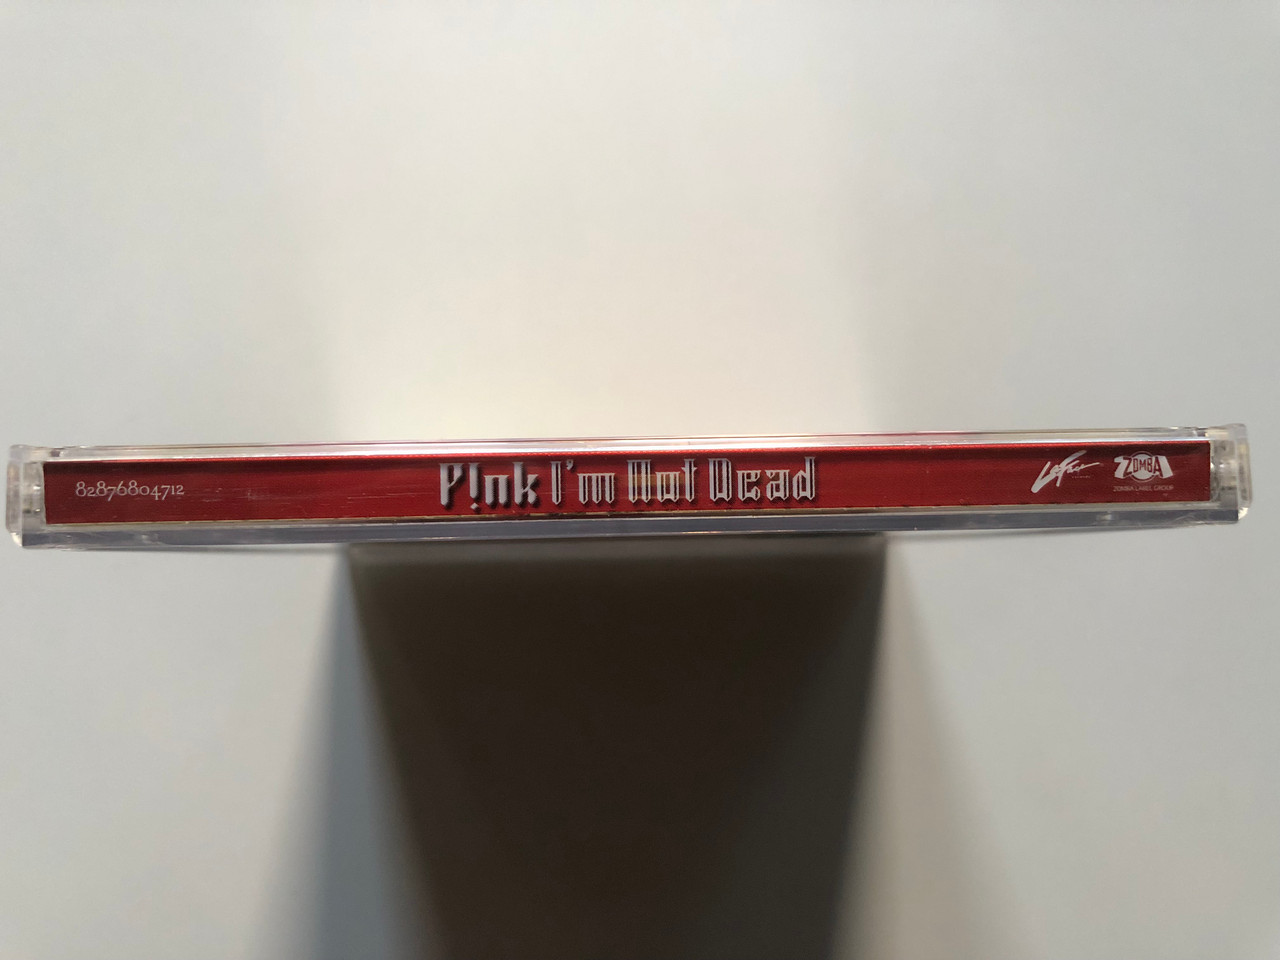 82876804712
P!nk I'm Not Dead
LaFace
ZOMBA
ZOMBA LABEL GROUP